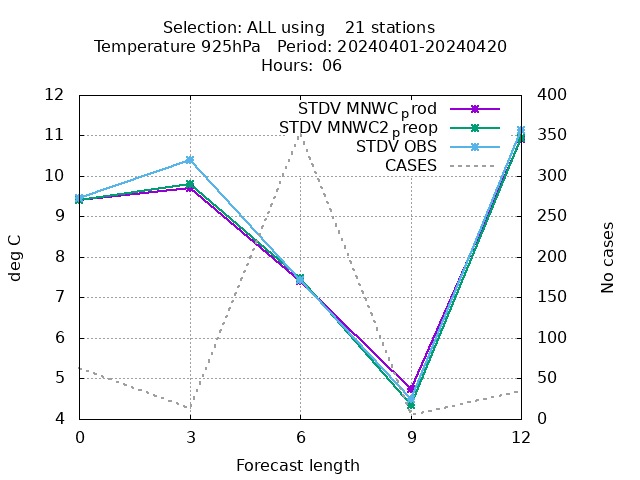 Selection: ALL using 21 stations
Temperature 925hPa Period: 20240401-20240420
Hours: 06
12
11
10
9
8
7
6
5
4
deg C
400
350
300
250
200
150
100
50
0
No cases
STDV MNWC_prod
STDV MNWC2_preop
STDV OBS
CASES
0 3 6 9 12
Forecast length